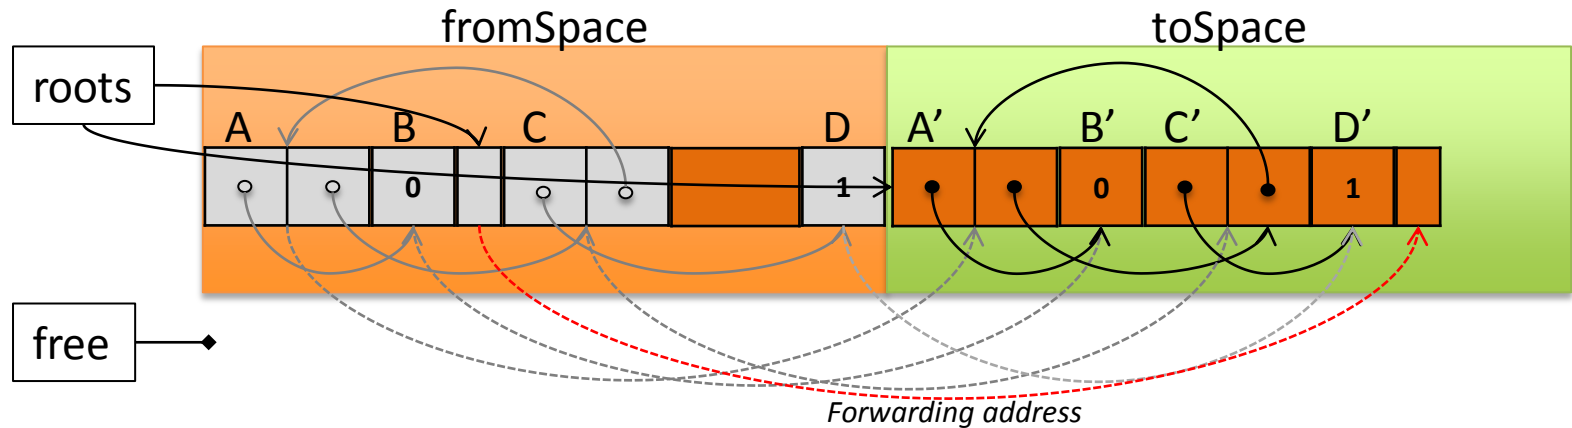 fromSpace toSpace
roots
A B C D A’ B’ C’ D’
0 1 0 1
free
Forwarding address